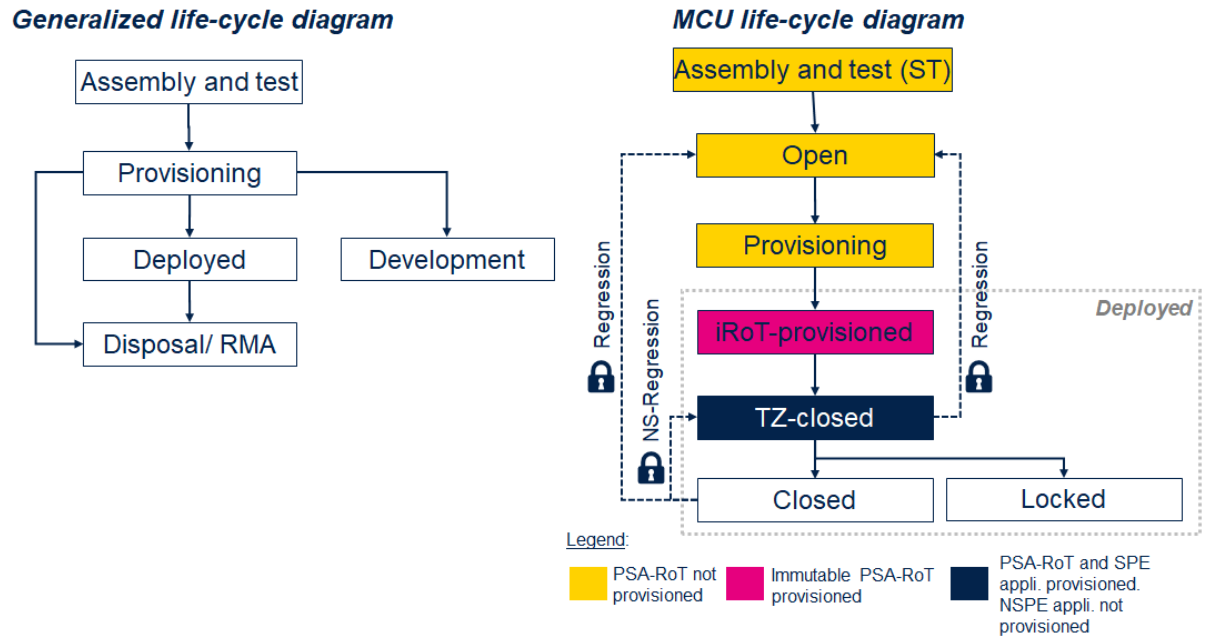 Generalized life-cycle diagram
Assembly and test
Provisioning
Deployed
Development
Disposal/ RMA
MCU life-cycle diagram
Assembly and test (ST)
Open
Provisioning
Deployed
iRoT-provisioned
TZ-closed
Closed
Locked
Regression
NS-Regression
Regression
Legend:
PSA-RoT not
provisioned
Immutable PSA-RoT
provisioned
PSA-RoT and SPE
appli. provisioned.
NSPE appli. not
provisioned